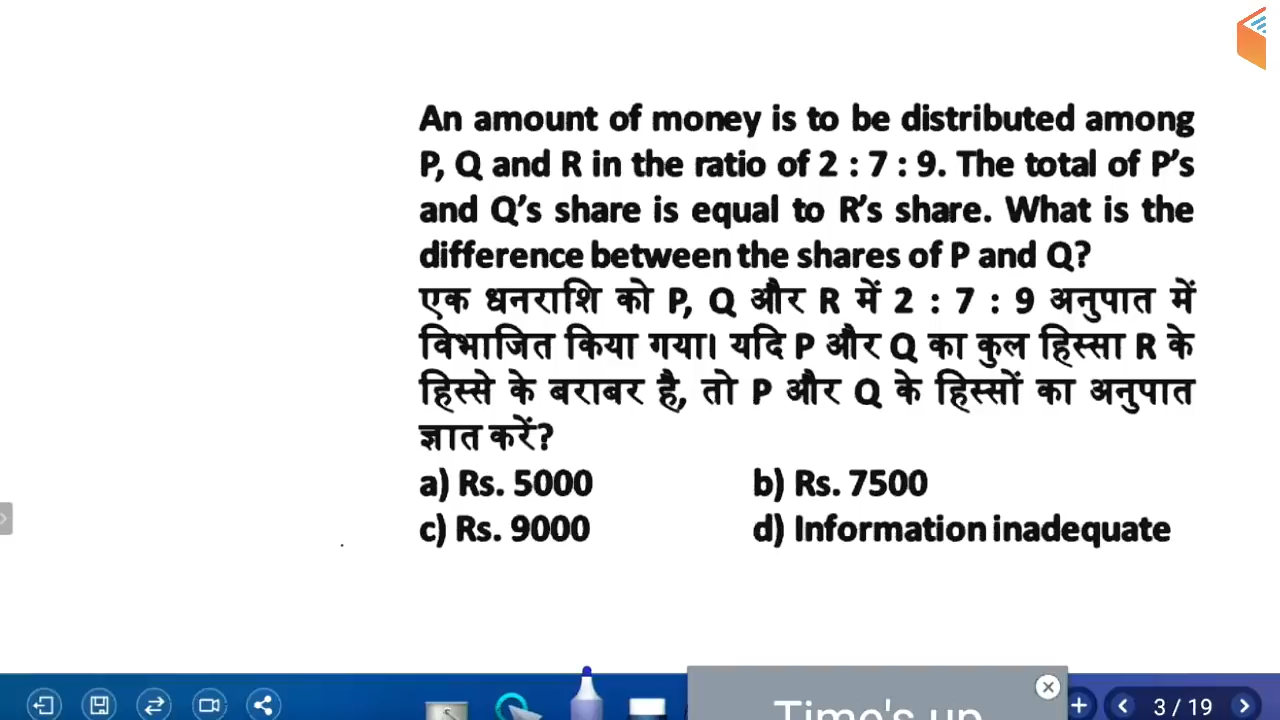 An amount of money is to be distributed among
P, Q and R in the ratio of 2 : 7 : 9. The total of P’s
and Q’s share is equal to R’s share. What is the
difference between the shares of P and Q?
एक धनराशि को P, Q और R में 2 : 7 : 9 अनुपात में
विभाजित किया गया। यदि P और Q का कुल हिस्सा R के
हिस्से के बराबर है, तो P और Q के हिस्सों का अनुपात
ज्ञात करें?
a) Rs. 5000 b) Rs. 7500
c) Rs. 9000 d) Information inadequate
Time's up
3 / 19